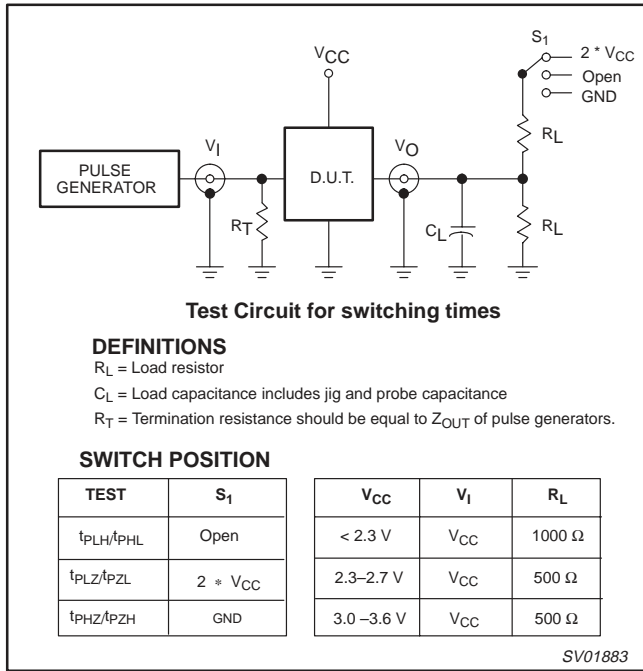 S1
2 * VCC
Open
GND
VCC
RL
VI
VO
PULSE
GENERATOR
D.U.T.
RT
CL
RL
Test Circuit for switching times
DEFINITIONS
RL = Load resistor
CL = Load capacitance includes jig and probe capacitance
RT = Termination resistance should be equal to ZOUT of pulse generators.
SWITCH POSITION
TEST S1
tPLH/tPHL Open
tPLZ/tPZL 2 * VCC
tPHZ/tPZH GND
VCC VI RL
< 2.3 V VCC 1000 Ω
2.3–2.7 V VCC 500 Ω
3.0 –3.6 V VCC 500 Ω
SV01883